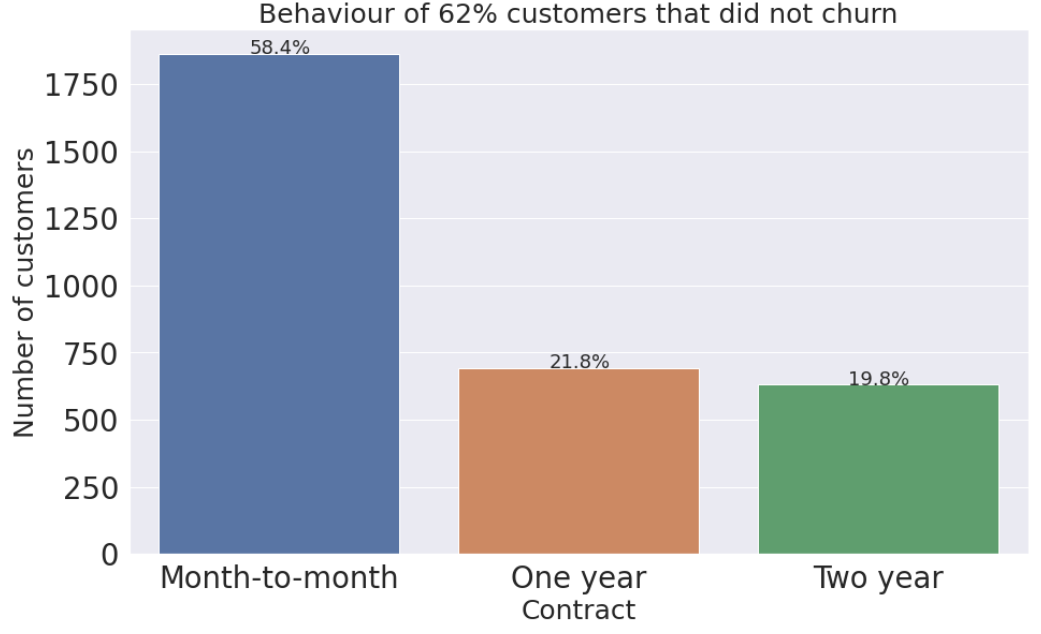 Behaviour of 62% customers that did not churn
58.4%
21.8%
19.8%
1750
1500
1250
1000
750
500
250
0
Number of customers
Month-to-month
One year
Two year
Contract